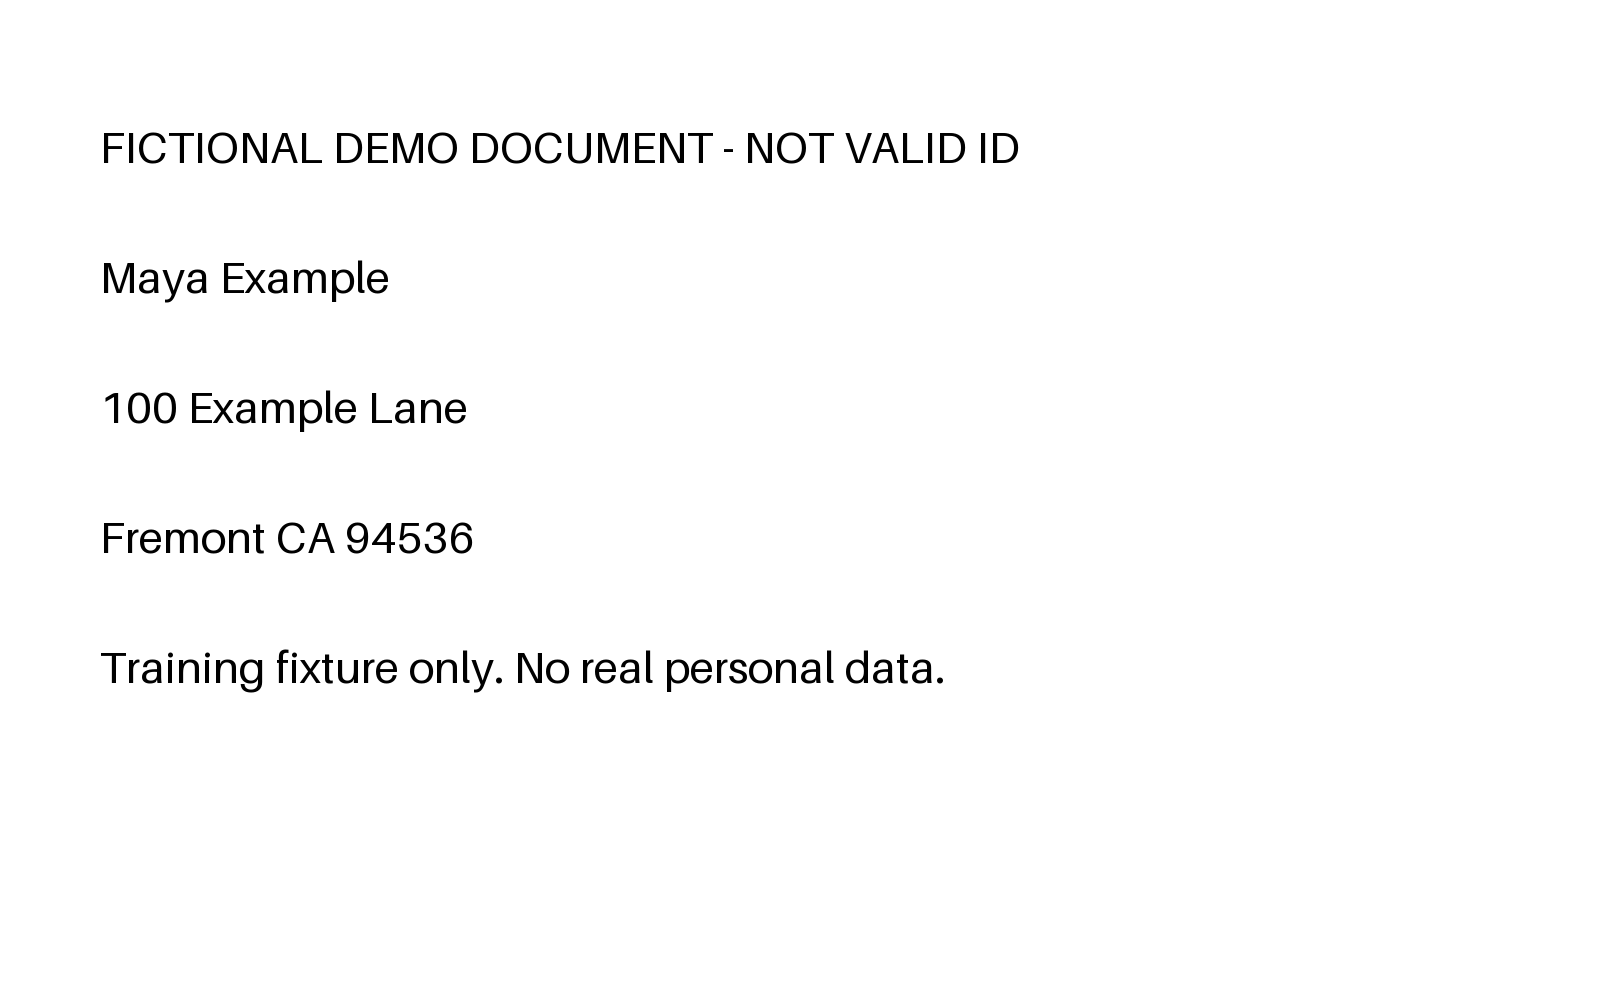 FICTIONAL DEMO DOCUMENT - NOT VALID ID
Maya Example
100 Example Lane
Fremont CA 94536
Training fixture only. No real personal data.